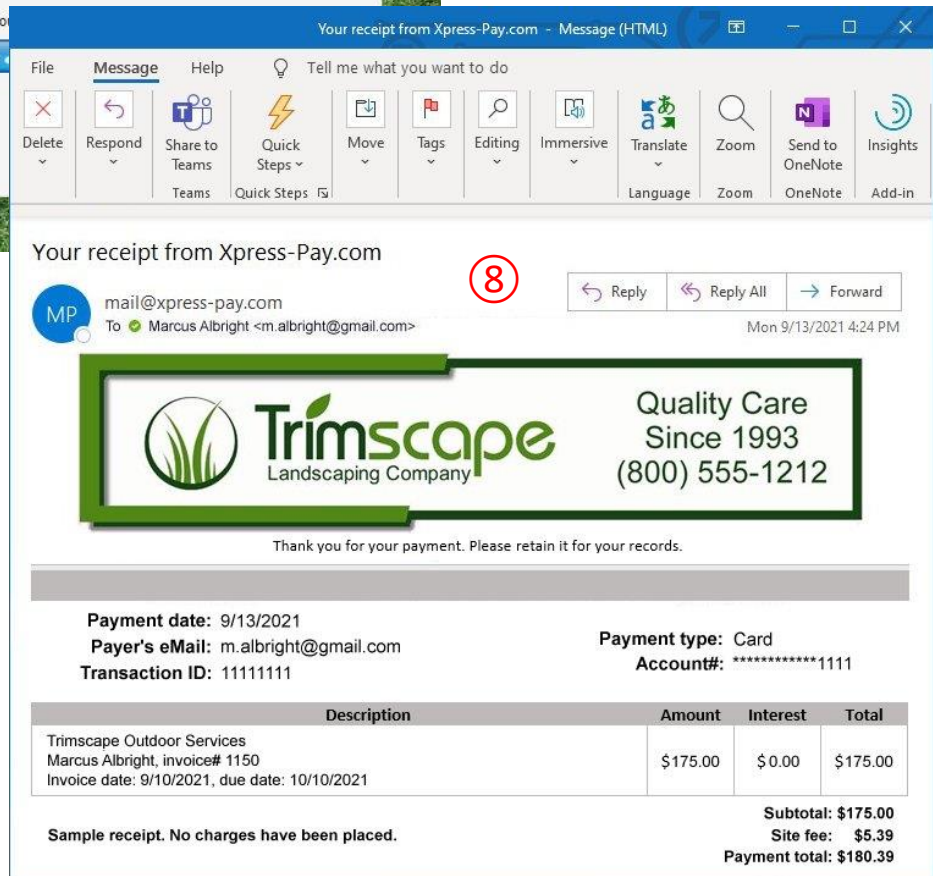 Your receipt from Xpress-Pay.com - Message (HTML)
File Message Help Tell me what you want to do
Delete Respond Share to Teams Quick Steps Move Tags Editing Immersive Translate Zoom Send to OneNote Insights
Teams Quick Steps Language Zoom OneNote Add-in
Your receipt from Xpress-Pay.com
8
Reply Reply All Forward
MP
mail@xpress-pay.com
To Marcus Albright <m.albright@gmail.com>
Mon 9/13/2021 4:24 PM
Trimscape
Landscaping Company
Quality Care
Since 1993
(800) 555-1212
Thank you for your payment. Please retain it for your records.
Payment date: 9/13/2021
Payer's eMail: m.albright@gmail.com
Transaction ID: 11111111
Payment type: Card
Account#: ************1111
Description Amount Interest Total
Trimscape Outdoor Services
Marcus Albright, invoice# 1150
Invoice date: 9/10/2021, due date: 10/10/2021
$175.00 $0.00 $175.00
Sample receipt. No charges have been placed.
Subtotal: $175.00
Site fee: $5.39
Payment total: $180.39